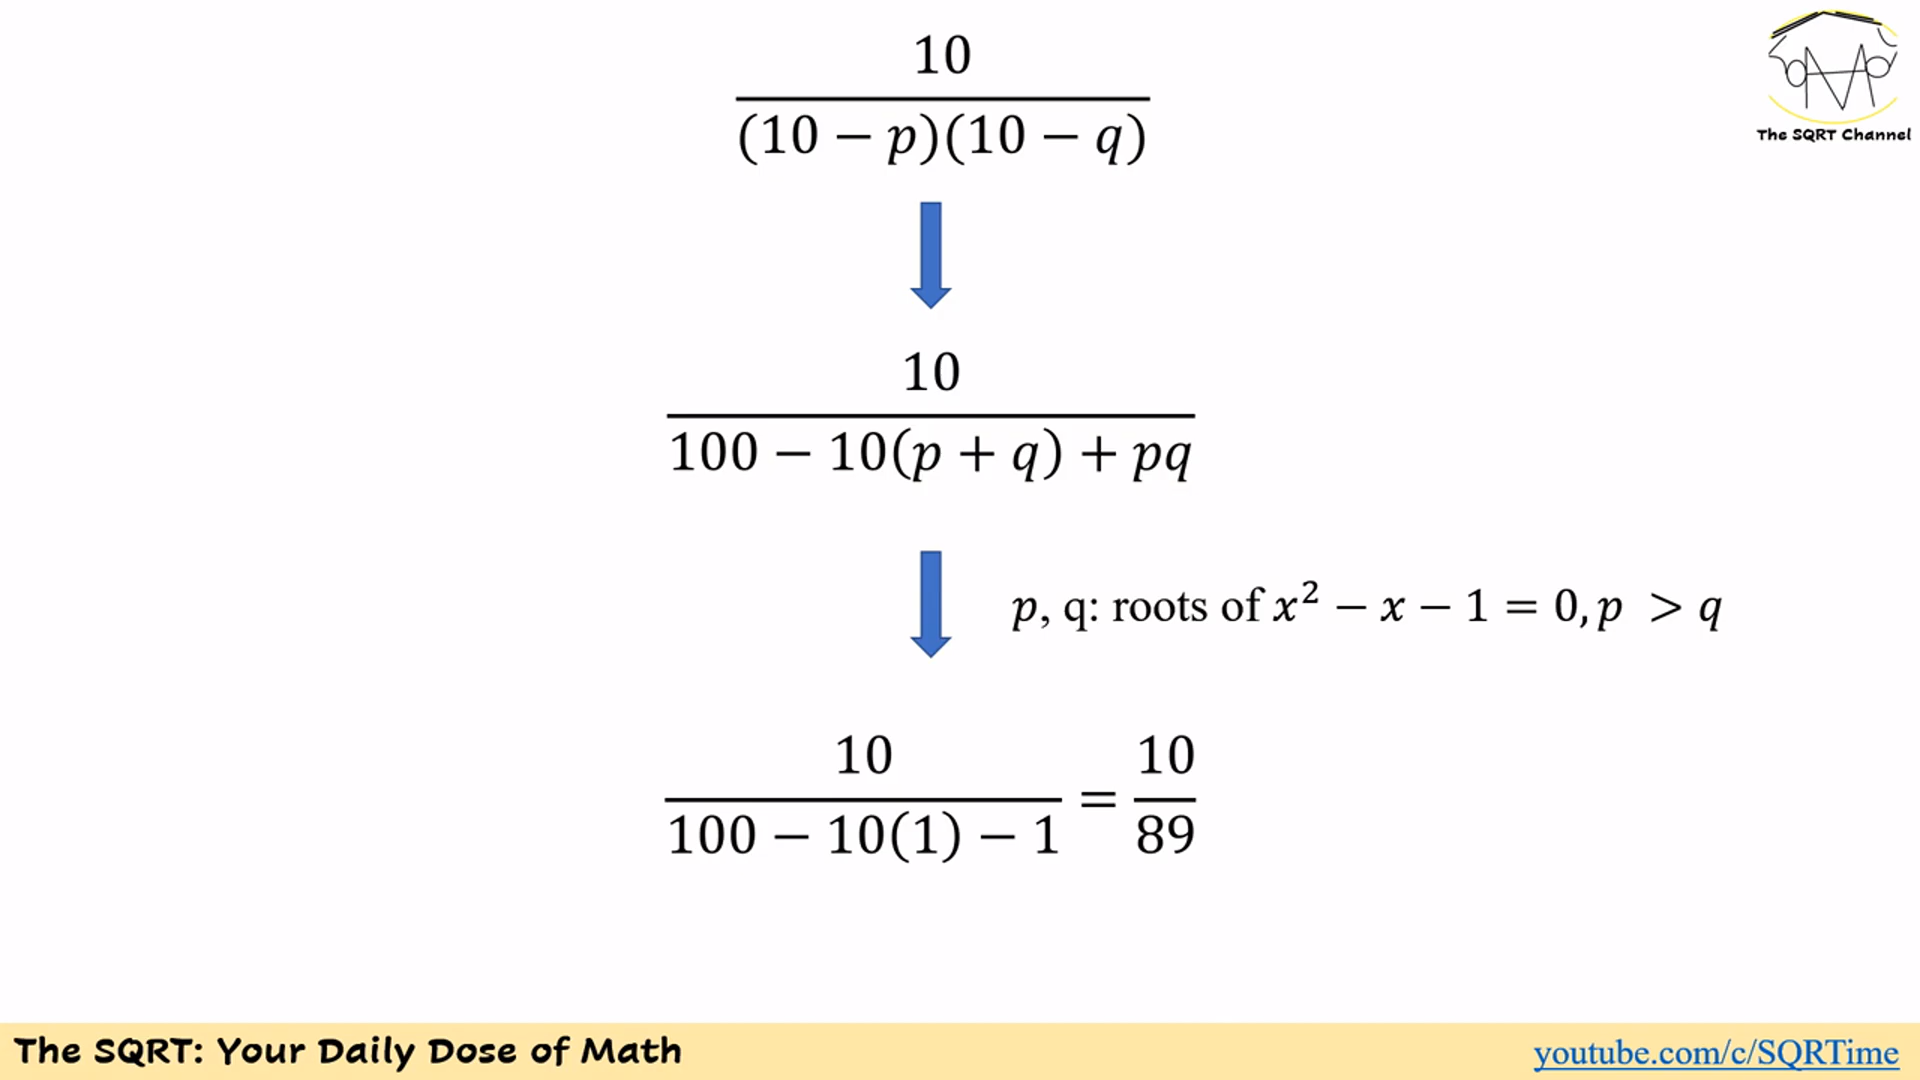 10
(10 − p)(10 − q)
The SQRT Channel
10
100 − 10(p + q) + pq
p, q: roots of x² − x − 1 = 0, p > q
10 10
100 − 10(1) − 1 = 89
The SQRT: Your Daily Dose of Math
youtube.com/c/SQRTime